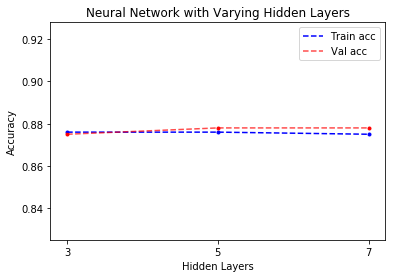 Neural Network with Varying Hidden Layers
Train acc
Val acc
0.92
0.90
0.88
0.86
0.84
Accuracy
3
5
7
Hidden Layers